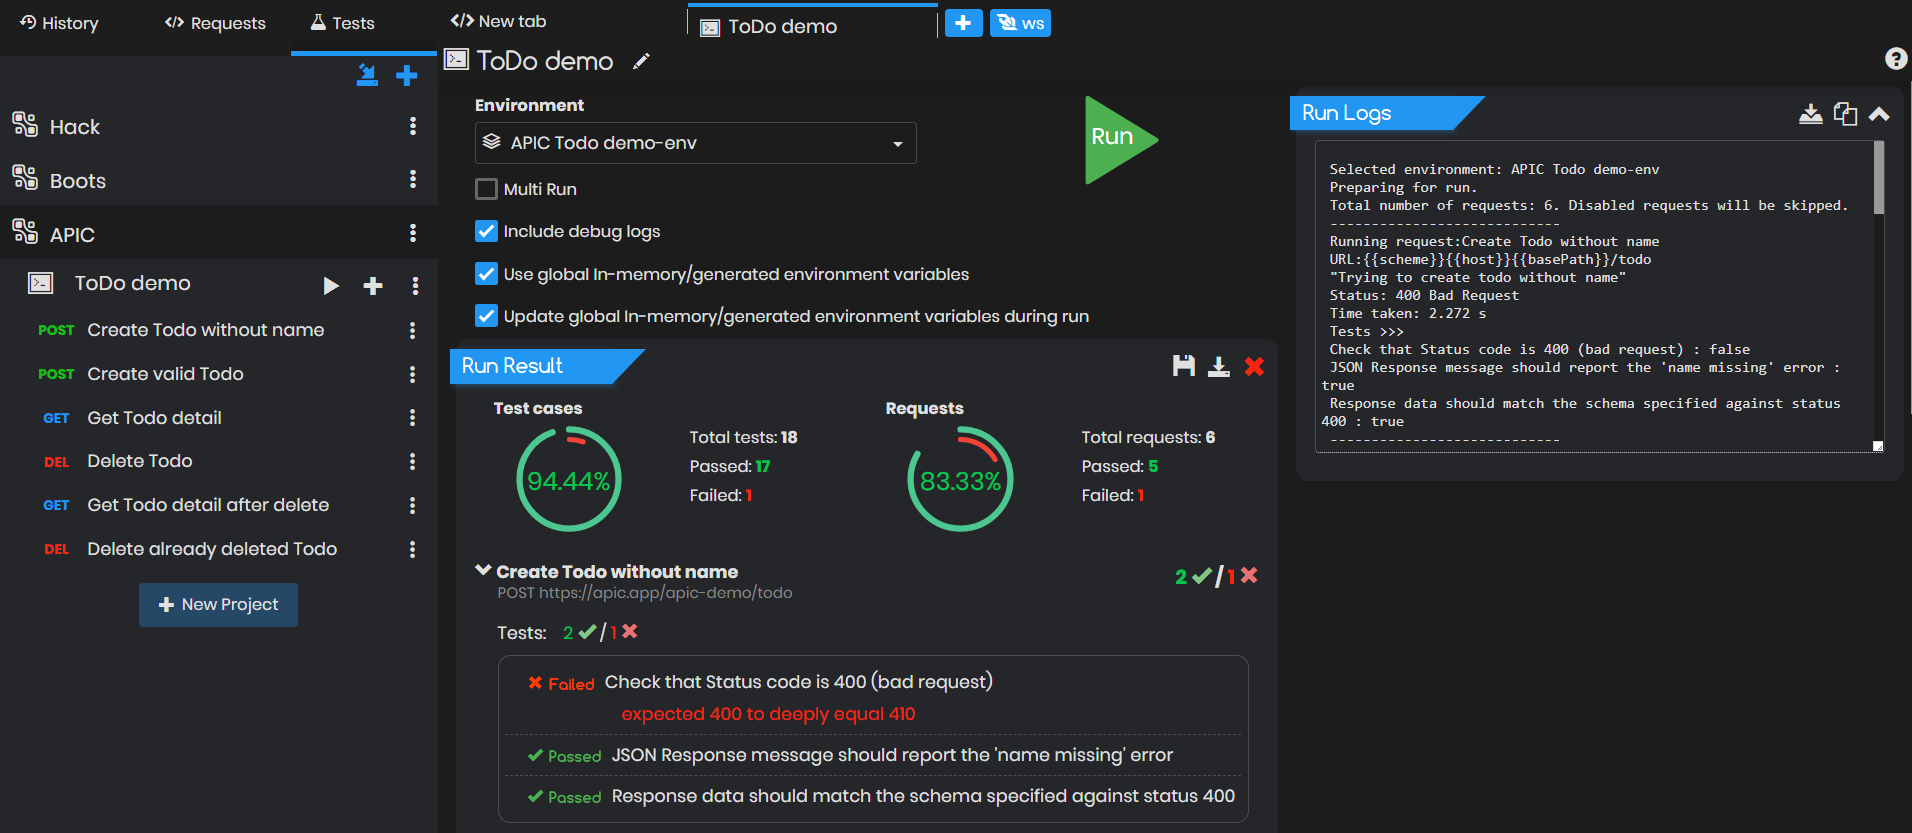 History
Requests
Tests
New tab
ToDo demo
ws
ToDo demo
Hack
Boots
APIC
ToDo demo
POST Create Todo without name
POST Create valid Todo
GET Get Todo detail
DEL Delete Todo
GET Get Todo detail after delete
DEL Delete already deleted Todo
New Project
Environment
APIC Todo demo-env
Multi Run
Include debug logs
Use global In-memory/generated environment variables
Update global In-memory/generated environment variables during run
Run
Run Result
Test cases
94.44%
Total tests: 18
Passed: 17
Failed: 1
Requests
83.33%
Total requests: 6
Passed: 5
Failed: 1
Create Todo without name
2 / 1
POST https://apic.app/apic-demo/todo
Tests: 2 / 1
Failed Check that Status code is 400 (bad request)
expected 400 to deeply equal 410
Passed JSON Response message should report the 'name missing' error
Passed Response data should match the schema specified against status 400
Run Logs
Selected environment: APIC Todo demo-env
Preparing for run.
Total number of requests: 6. Disabled requests will be skipped.
----------------------------
Running request:Create Todo without name
URL:{{scheme}}{{host}}{{basePath}}/todo
"Trying to create todo without name"
Status: 400 Bad Request
Time taken: 2.272 s
Tests >>>
Check that Status code is 400 (bad request) : false
JSON Response message should report the 'name missing' error :
true
Response data should match the schema specified against status
400 : true
----------------------------